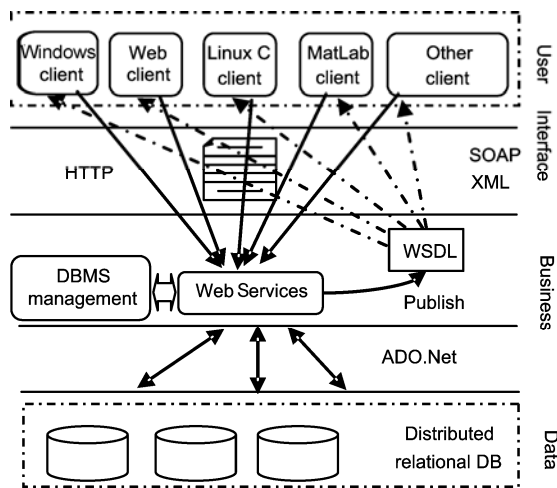 Windows client
Web client
Linux C client
MatLab client
Other client
User
HTTP
SOAP
XML
Interface
WSDL
DBMS management
Web Services
Publish
Business
ADO.Net
Distributed relational DB
Data